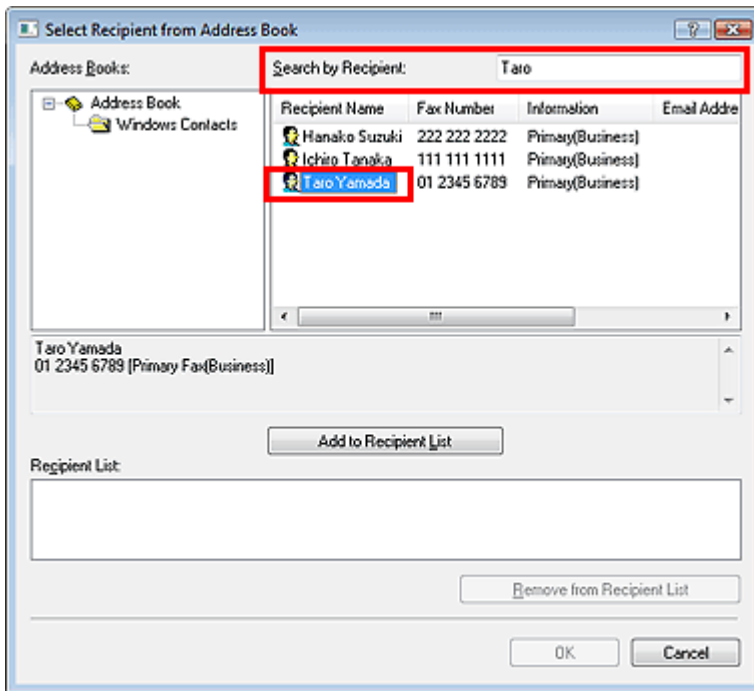 Select Recipient from Address Book
Address Books:
Search by Recipient: Taro
Address Book
Windows Contacts
Recipient Name Fax Number Information Email Addre
Hanako Suzuki 222 222 2222 Primary(Business)
Ichiro Tanaka 111 111 1111 Primary(Business)
Taro Yamada 01 2345 6789 Primary(Business)
Taro Yamada
01 2345 6789 [Primary Fax(Business)]
Add to Recipient List
Recipient List:
Remove from Recipient List
OK Cancel